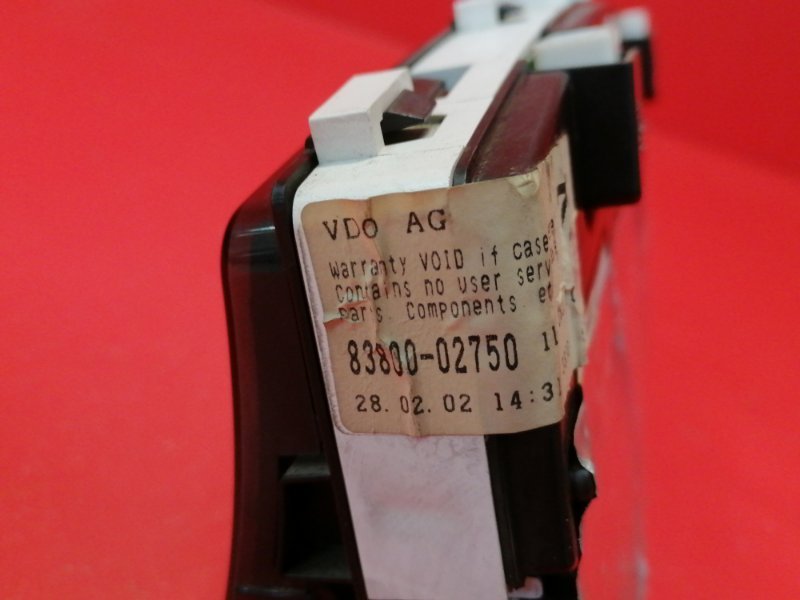 VDO AG
Warranty VOID if case
Contains no user serv
parts. Components
83800-02750 11
28.02.02 14:3